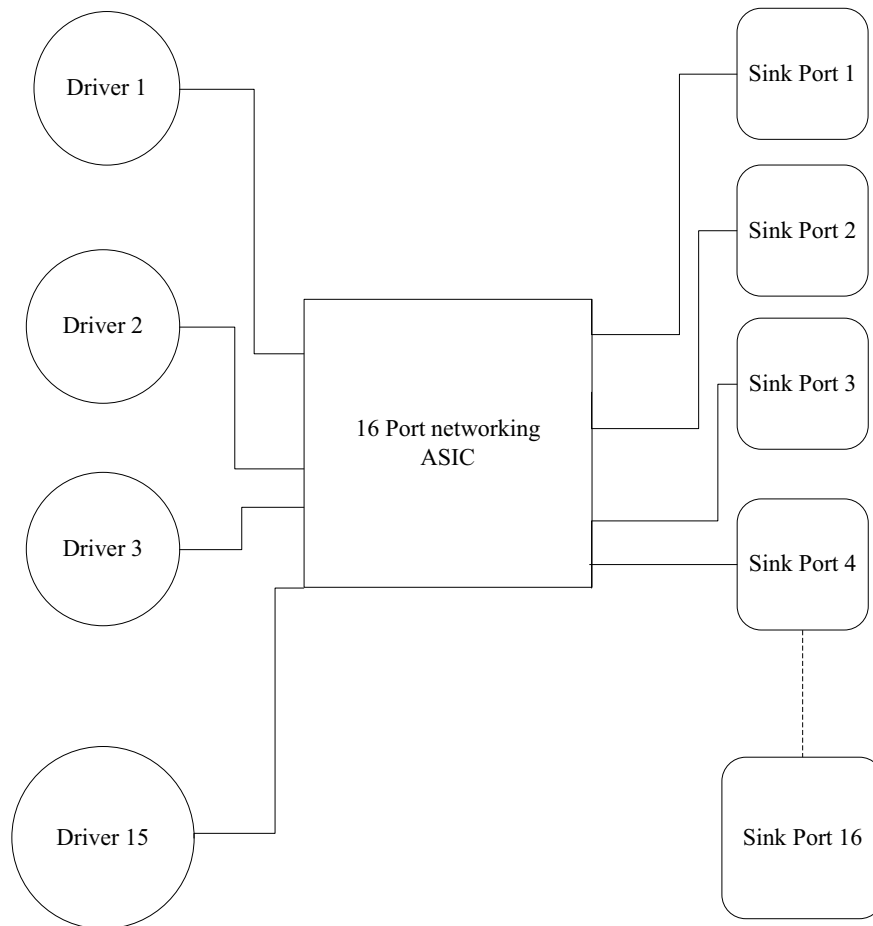 Driver 1
Driver 2
Driver 3
Driver 15
16 Port networking
ASIC
Sink Port 1
Sink Port 2
Sink Port 3
Sink Port 4
Sink Port 16